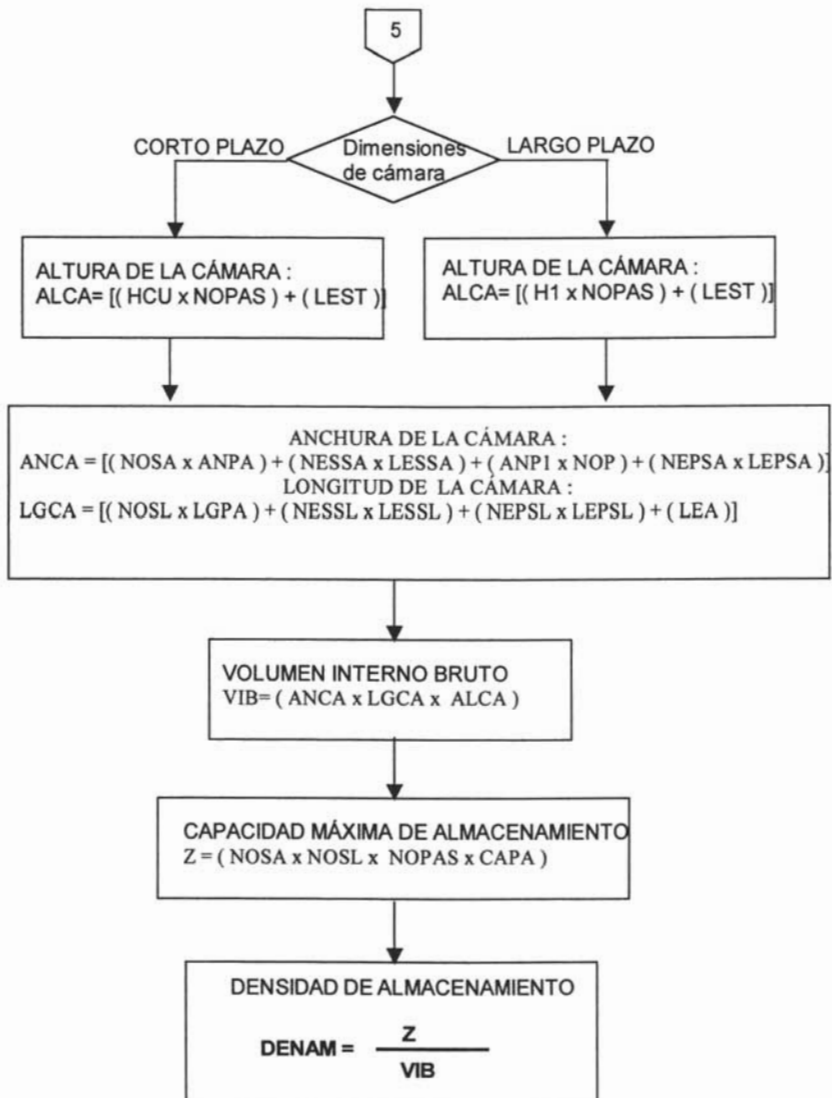 5
CORTO PLAZO
Dimensiones
de cámara
LARGO PLAZO
ALTURA DE LA CÁMARA :
ALCA= [( HCU x NOPAS ) + ( LEST )]
ALTURA DE LA CÁMARA :
ALCA= [( H1 x NOPAS ) + ( LEST )]
ANCHURA DE LA CÁMARA :
ANCA = [( NOSA x ANPA ) + ( NESSA x LESSA ) + ( ANP1 x NOP ) + ( NEPSA x LEPSA )]
LONGITUD DE LA CÁMARA :
LGCA = [( NOSL x LGPA ) + ( NESSL x LESSL ) + ( NEPSL x LEPSL ) + ( LEA )]
VOLUMEN INTERNO BRUTO
VIB= ( ANCA x LGCA x ALCA )
CAPACIDAD MÁXIMA DE ALMACENAMIENTO
Z = ( NOSA x NOSL x NOPAS x CAPA )
DENSIDAD DE ALMACENAMIENTO
DENAM = Z
VIB